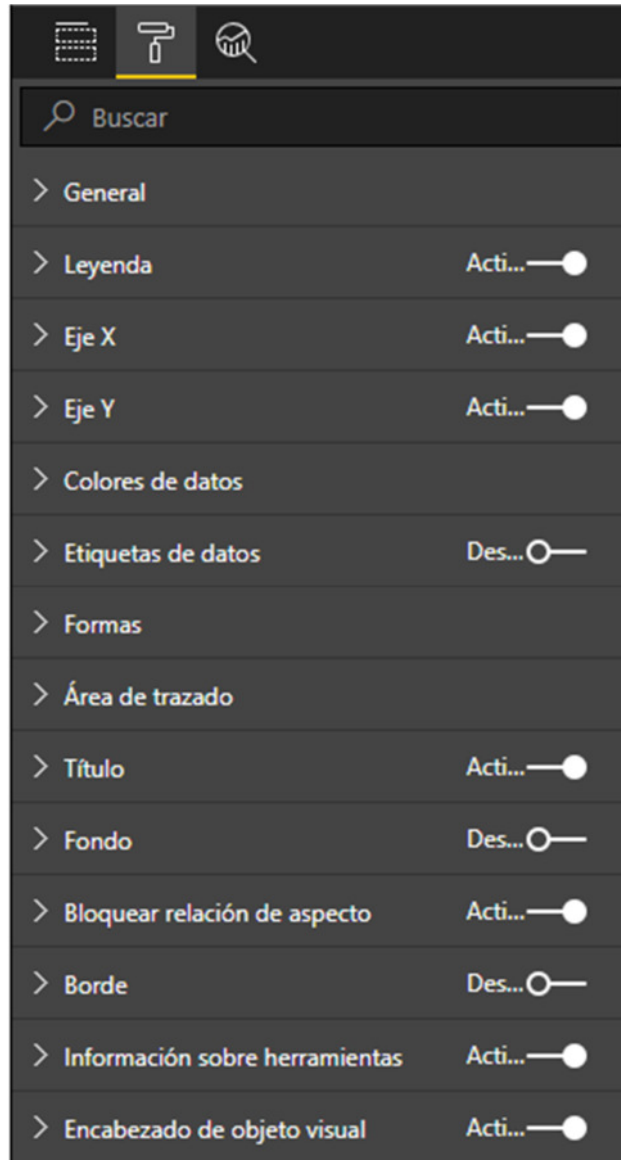 Buscar
General
Leyenda Acti...
Eje X Acti...
Eje Y Acti...
Colores de datos
Etiquetas de datos Des...
Formas
Área de trazado
Título Acti...
Fondo Des...
Bloquear relación de aspecto Acti...
Borde Des...
Información sobre herramientas Acti...
Encabezado de objeto visual Acti...